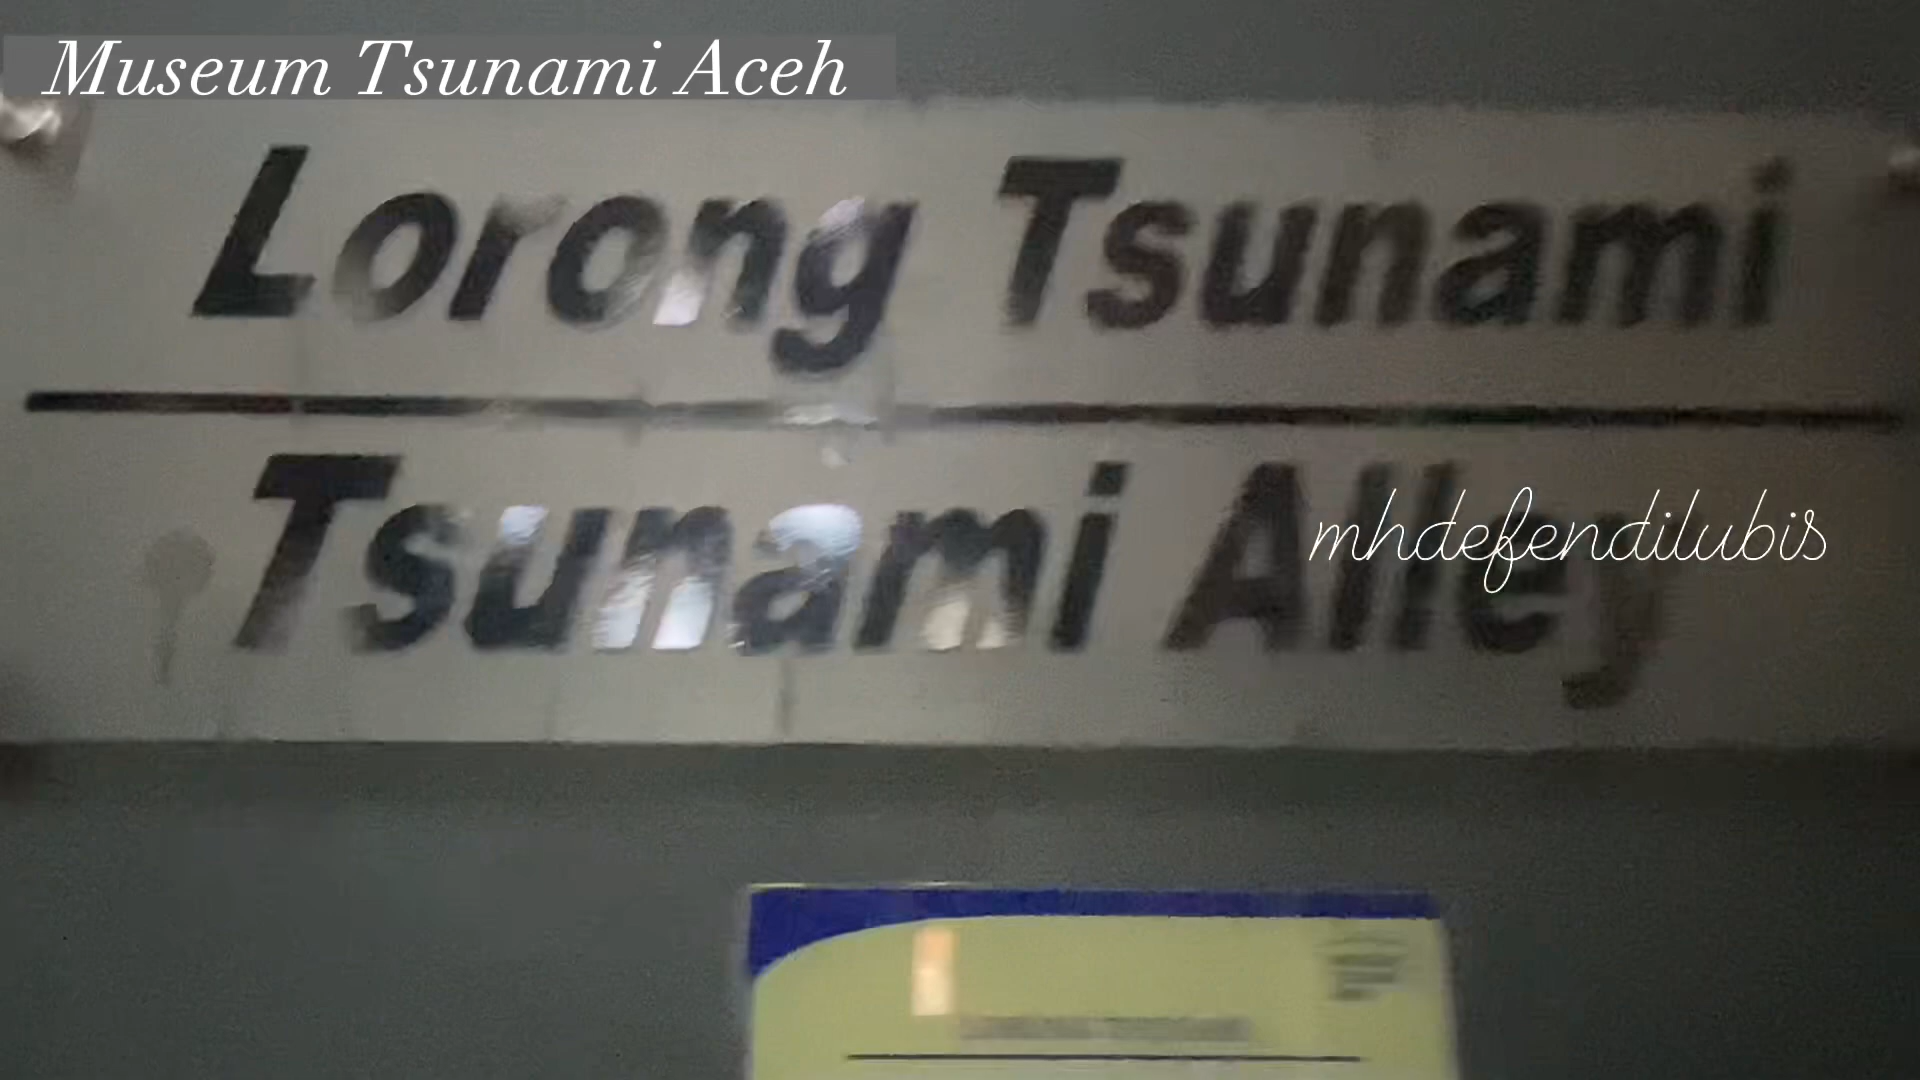 Museum Tsunami Aceh
Lorong Tsunami
Tsunami Alley
mhdefendilubis